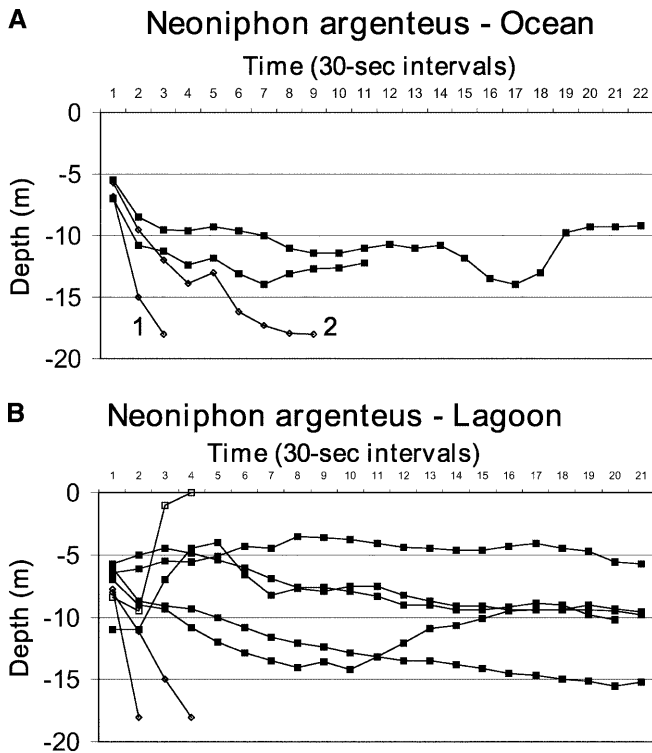 A
Neoniphon argenteus - Ocean
Time (30-sec intervals)
1 2 3 4 5 6 7 8 9 10 11 12 13 14 15 16 17 18 19 20 21 22
0
-5
-10
-15
-20
Depth (m)
1
2
B
Neoniphon argenteus - Lagoon
Time (30-sec intervals)
1 2 3 4 5 6 7 8 9 10 11 12 13 14 15 16 17 18 19 20 21
0
-5
-10
-15
-20
Depth (m)